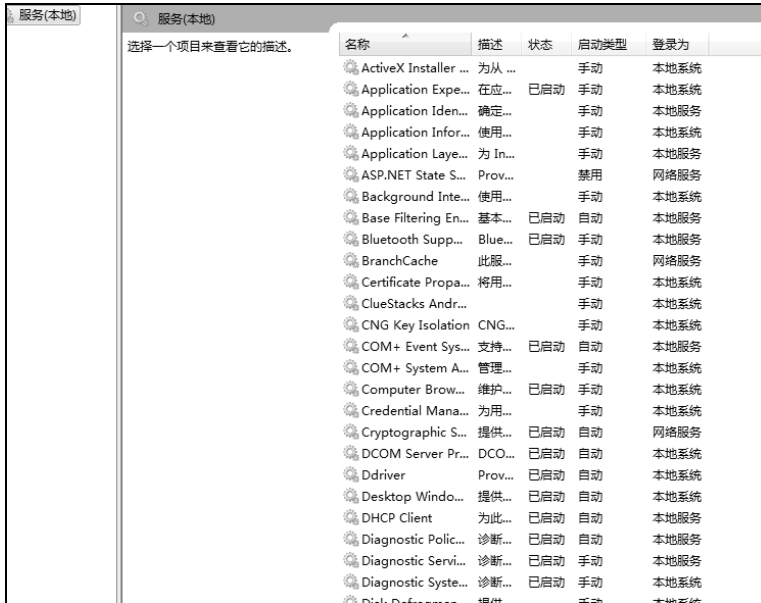 服务(本地)
服务(本地)
选择一个项目来查看它的描述。
名称 描述 状态 启动类型 登录为
ActiveX Installer ... 为从 ... 手动 本地系统
Application Expe... 在应... 已启动 手动 本地系统
Application Iden... 确定... 手动 本地服务
Application Infor... 使用... 手动 本地系统
Application Laye... 为 In... 手动 本地服务
ASP.NET State S... Prov... 禁用 网络服务
Background Inte... 使用... 手动 本地系统
Base Filtering En... 基本... 已启动 自动 本地服务
Bluetooth Supp... Blue... 已启动 手动 本地服务
BranchCache 此服... 手动 网络服务
Certificate Propa... 将用... 手动 本地系统
ClueStacks Andr... 手动 本地系统
CNG Key Isolation CNG... 手动 本地系统
COM+ Event Sys... 支持... 已启动 自动 本地服务
COM+ System A... 管理... 手动 本地系统
Computer Brow... 维护... 已启动 手动 本地系统
Credential Mana... 为用... 手动 本地系统
Cryptographic S... 提供... 已启动 自动 网络服务
DCOM Server Pr... DCO... 已启动 自动 本地系统
Ddriver Prov... 已启动 自动 本地系统
Desktop Windo... 提供... 已启动 自动 本地系统
DHCP Client 为此... 已启动 自动 本地服务
Diagnostic Polic... 诊断... 已启动 自动 本地服务
Diagnostic Servi... 诊断... 已启动 手动 本地服务
Diagnostic Syste... 诊断... 已启动 手动 本地系统
Disk Defragmen... 提供... 手动 本地系统